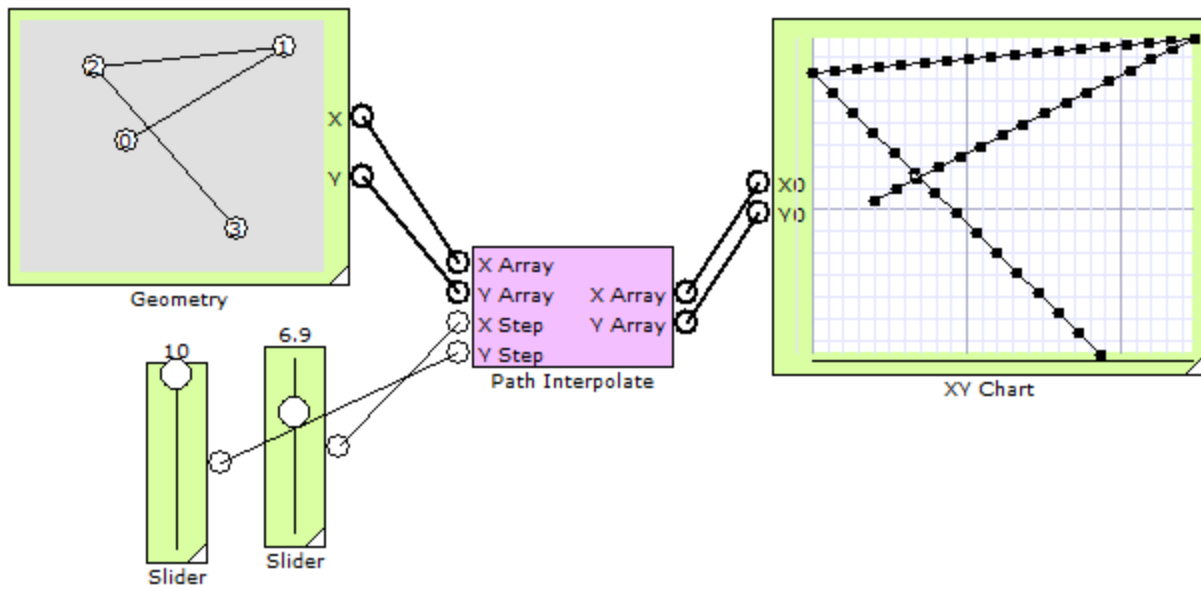 1
2
0
3
X
Y
Geometry
X0
Y0
X Array
Y Array X Array
X Step Y Array
Y Step
Path Interpolate
XY Chart
10
6.9
Slider
Slider